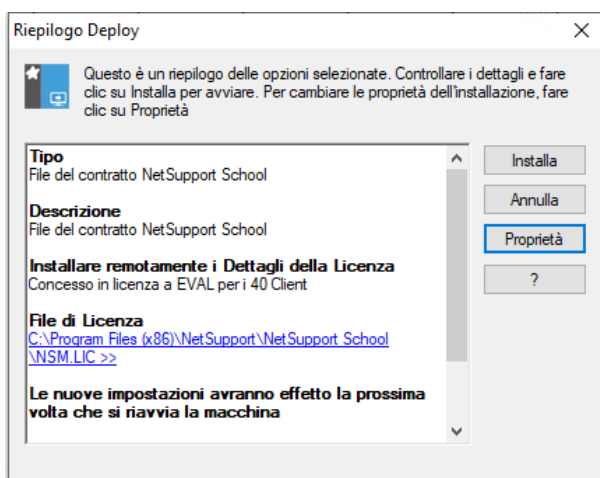 Riepilogo Deploy
Questo è un riepilogo delle opzioni selezionate. Controllare i
dettagli e fare
clic su Installa per avviare. Per cambiare le proprietà dell'installazione, fare
clic su Proprietà
Tipo
File del contratto NetSupport School
Descrizione
File del contratto NetSupport School
Installare remotamente i Dettagli della Licenza
Concesso in licenza a EVAL per i 40 Client
File di Licenza
C:\Program Files (x86)\NetSupport\NetSupport School
\NSM.LIC >>
Le nuove impostazioni avranno effetto la prossima
volta che si riavvia la macchina
Installa
Annulla
Proprietà
?